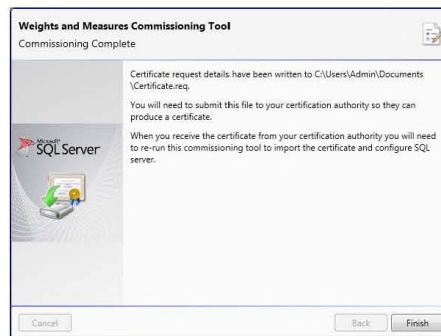 Weights and Measures Commissioning Tool
Commissioning Complete
Certificate request details have been written to C:\Users\Admin\Documents
\Certificate.req.
You will need to submit this file to your certification authority so they can
produce a certificate.
When you receive the certificate from your certification authority you will need
to re-run this commissioning tool to import the certificate and configure SQL
server.
Microsoft
SQL Server
Cancel
Back
Finish